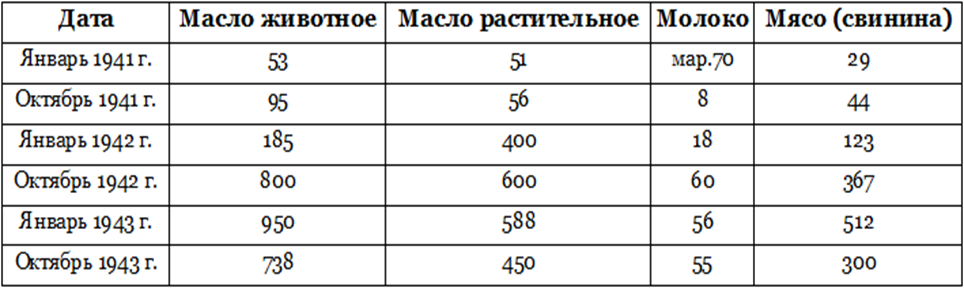 Дата Масло животное Масло растительное Молоко Мясо (свинина)
Январь 1941 г. 53 51 мар.70 29
Октябрь 1941 г. 95 56 8 44
Январь 1942 г. 185 400 18 123
Октябрь 1942 г. 800 600 60 367
Январь 1943 г. 950 588 56 512
Октябрь 1943 г. 738 450 55 300